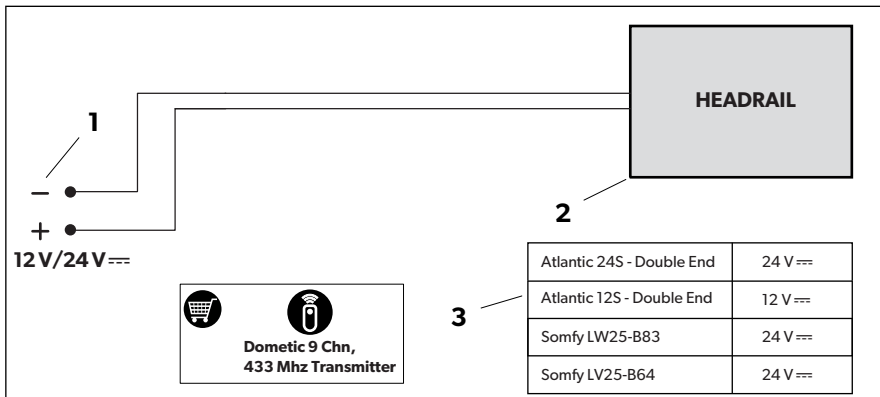 HEADRAIL
1
−
+
12 V/24 V ⎓
2
3
Atlantic 24S - Double End 24 V ⎓
Atlantic 12S - Double End 12 V ⎓
Somfy LW25-B83 24 V ⎓
Somfy LV25-B64 24 V ⎓
Dometic 9 Chn,
433 Mhz Transmitter